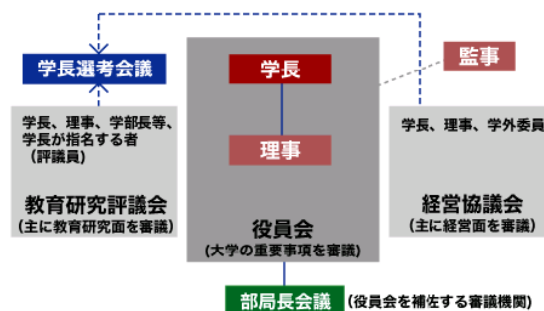 学長選考会議
学長
監事
学長、理事、学部長等、
学長が指名する者
(評議員)
理事
学長、理事、学外委員
教育研究評議会
(主に教育研究面を審議)
役員会
(大学の重要事項を審議)
経営協議会
(主に経営面を審議)
部局長会議
(役員会を補佐する審議機関)